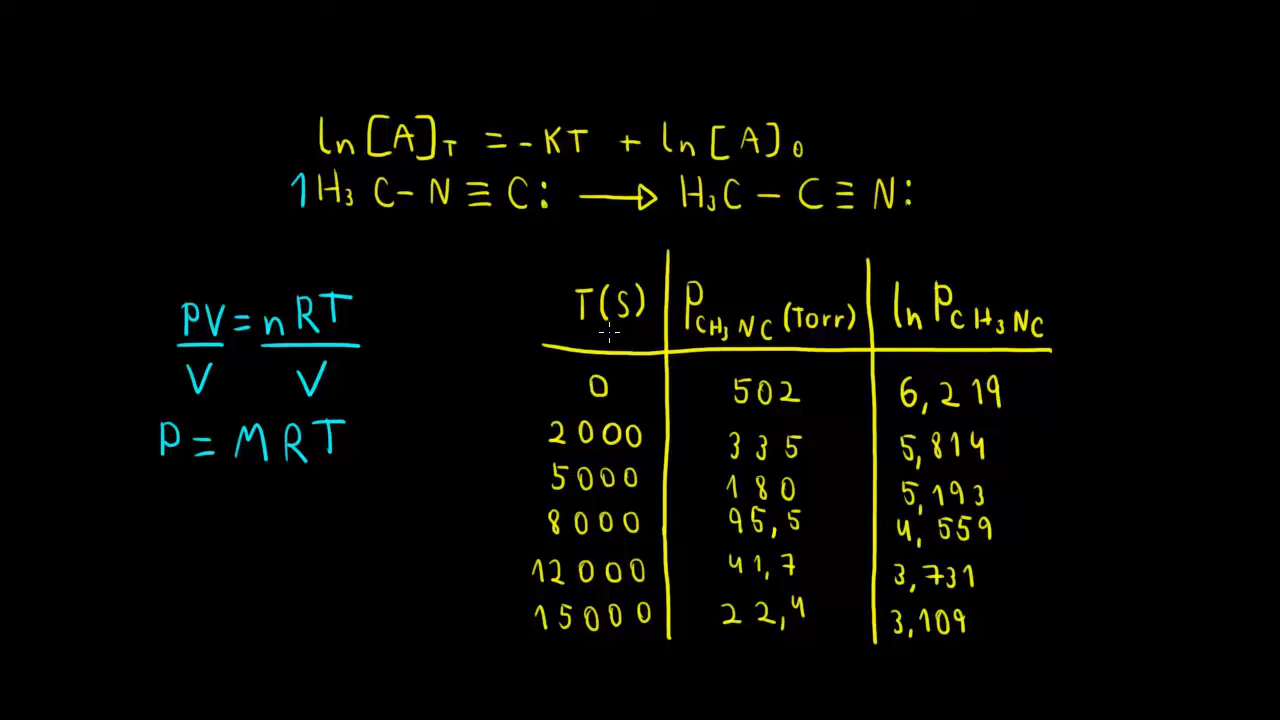 ln[A]T = -KT + ln[A]0
1H3C-N≡C: → H3C-C≡N:
PV = nRT
V V
P = MRT
T(S) PCH3NC (Torr) ln PCH3NC
0 502 6,219
2000 335 5,814
5000 180 5,193
8000 95,5 4,559
12000 41,7 3,731
15000 22,4 3,109